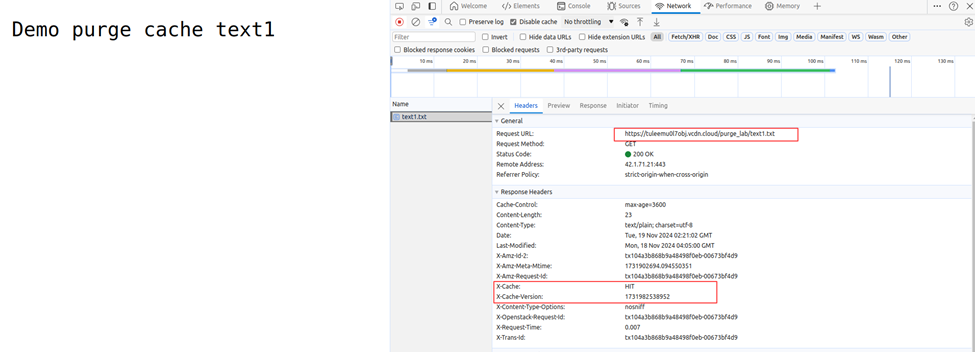 Demo purge cache text1
Welcome
Elements
Console
Sources
Network
Performance
Memory
Preserve log
Disable cache
No throttling
Filter
Invert
Hide data URLs
Hide extension URLs
All
Fetch/XHR
Doc
CSS
JS
Font
Img
Media
Manifest
WS
Wasm
Other
Blocked response cookies
Blocked requests
3rd-party requests
10 ms
20 ms
30 ms
40 ms
50 ms
60 ms
70 ms
80 ms
90 ms
100 ms
110 ms
120 ms
130 ms
Name
text1.txt
Headers
Preview
Response
Initiator
Timing
General
Request URL: https://tuleemu0l7obj.vcdn.cloud/purge_lab/text1.txt
Request Method: GET
Status Code: 200 OK
Remote Address: 42.1.71.21:443
Referrer Policy: strict-origin-when-cross-origin
Response Headers
Cache-Control: max-age=3600
Content-Length: 23
Content-Type: text/plain; charset=utf-8
Date: Tue, 19 Nov 2024 02:21:02 GMT
Last-Modified: Mon, 18 Nov 2024 04:05:00 GMT
X-Amz-Id-2: tx104a3b868b9a48498f0eb-00673bf4d9
X-Amz-Meta-Mtime: 1731902694.094550351
X-Amz-Request-Id: tx104a3b868b9a48498f0eb-00673bf4d9
X-Cache: HIT
X-Cache-Version: 1731982538952
X-Content-Type-Options: nosniff
X-Openstack-Request-Id: tx104a3b868b9a48498f0eb-00673bf4d9
X-Request-Time: 0.007
X-Trans-Id: tx104a3b868b9a48498f0eb-00673bf4d9